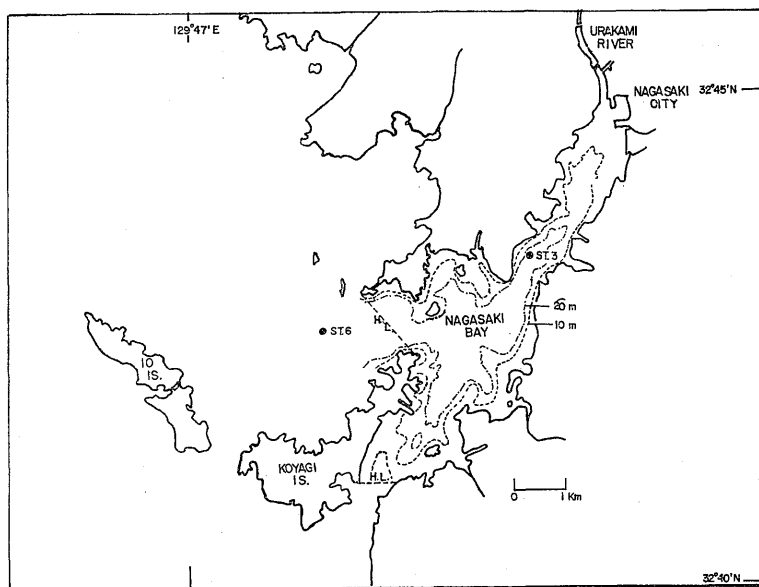 129°47' E
URAKAMI
RIVER
NAGASAKI
CITY
32°45'N
ST.3
H.L.
NAGASAKI
BAY
20 m
10 m
ST.6
IO
IS.
KOYAGI
IS.
H.L.
0 1 Km
32°40'N